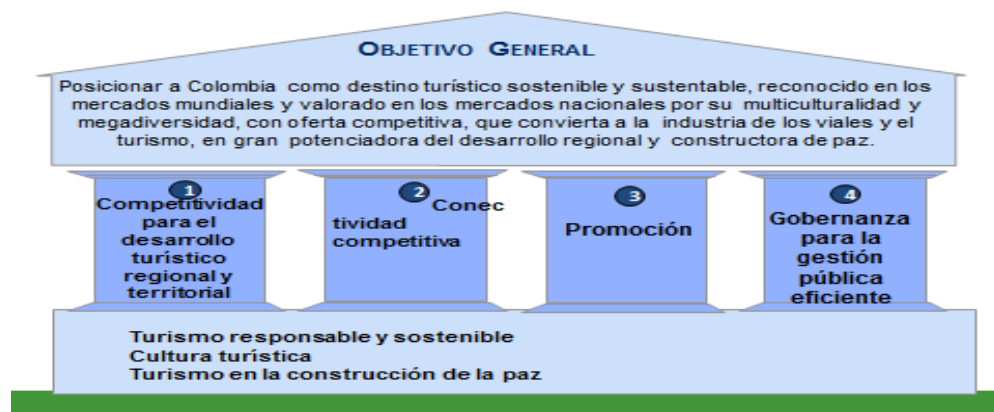 OBJETIVO GENERAL
Posicionar a Colombia como destino turístico sostenible y sustentable, reconocido en los
mercados mundiales y valorado en los mercados nacionales por su multiculturalidad y
megadiversidad, con oferta competitiva, que convierta a la industria de los viales y el
turismo, en gran potenciadora del desarrollo regional y constructora de paz.
1
Competitividad
para el
desarrollo
turístico
regional y
territorial
2
Conec
tividad
competitiva
3
Promoción
4
Gobernanza
para la
gestión
pública
eficiente
Turismo responsable y sostenible
Cultura turística
Turismo en la construcción de la paz